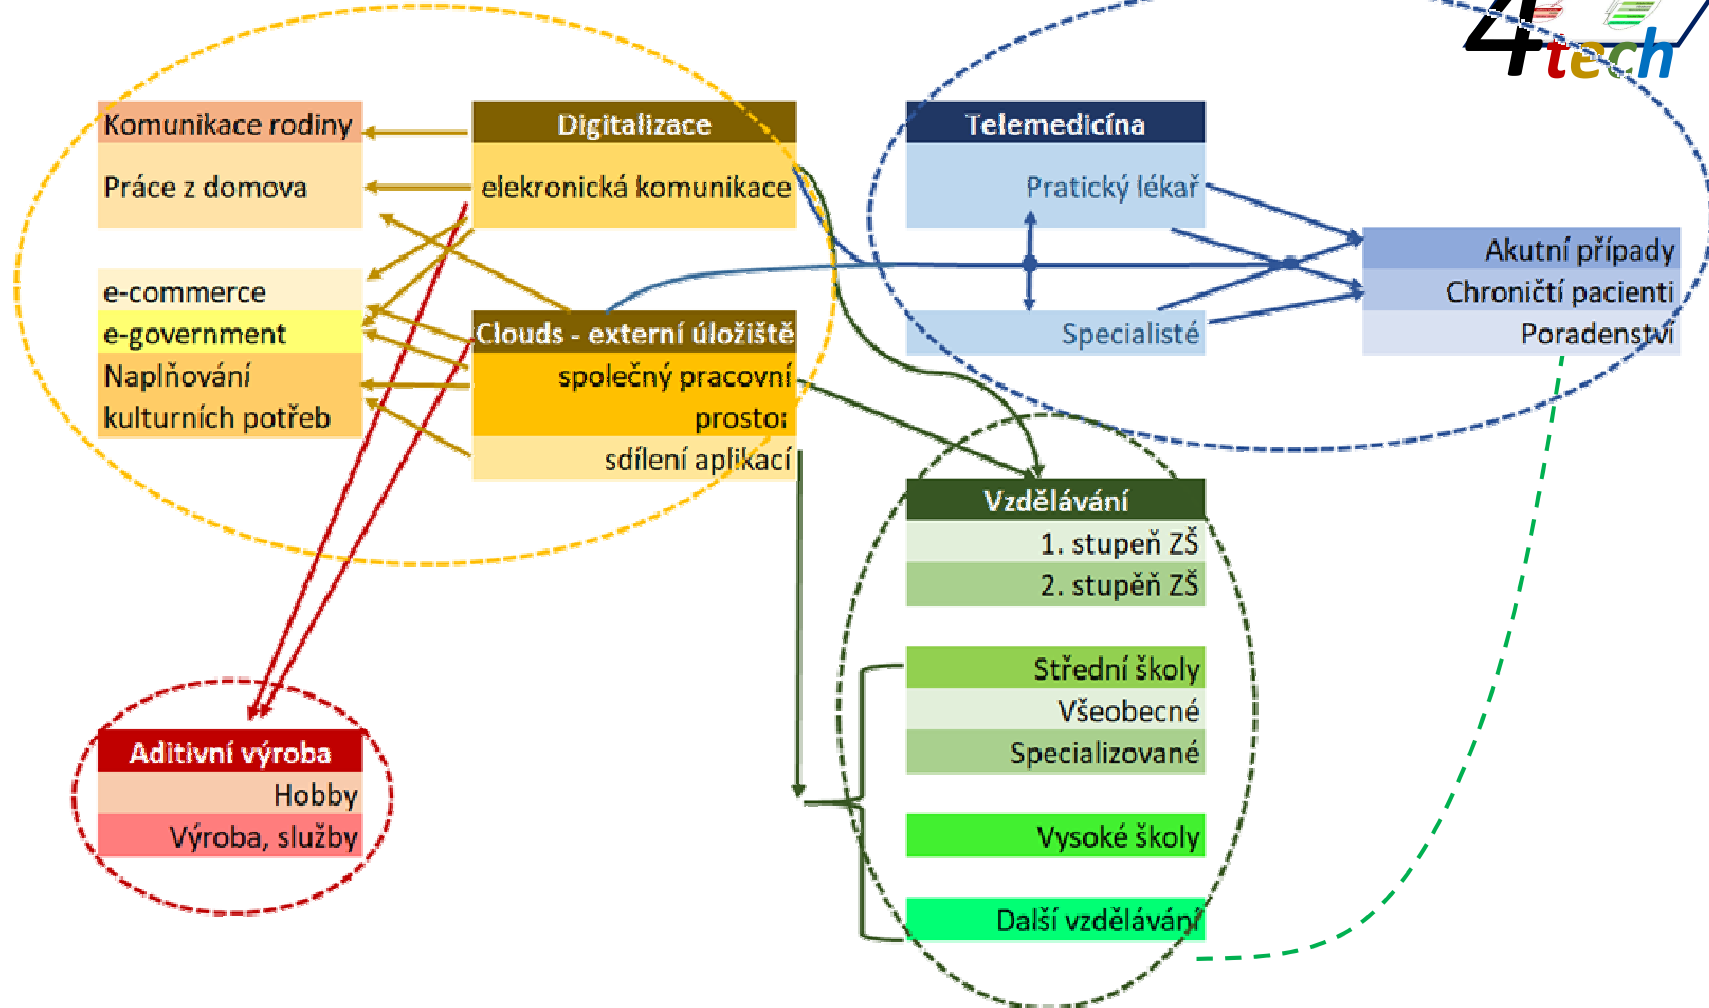 4tech
Komunikace rodiny
Práce z domova
e-commerce
e-government
Naplňování
kulturních potřeb
Digitalizace
elekronická komunikace
Clouds - externí úložiště
společný pracovní
prostor
sdílení aplikací
Telemedicína
Pratický lékař
Specialisté
Akutní případy
Chroničtí pacienti
Poradenství
Vzdělávání
1. stupeň ZŠ
2. stupěň ZŠ
Střední školy
Všeobecné
Specializované
Vysoké školy
Další vzdělávání
Aditivní výroba
Hobby
Výroba, služby